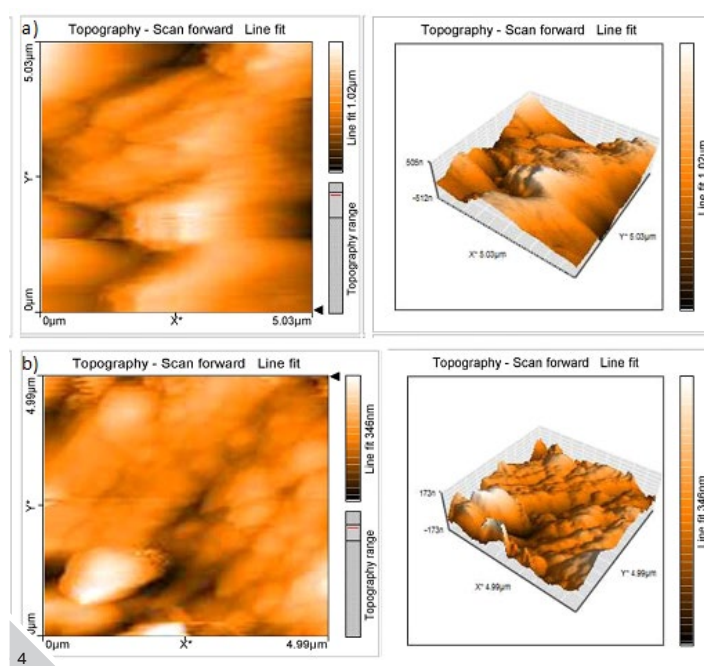 a)
Topography - Scan forward Line fit
5.03µm
Y*
0µm
0µm
X*
5.03µm
Line fit 1.02µm
Topography range
Topography - Scan forward Line fit
506n
-512n
X* 5.03µm
Y* 5.03µm
Line fit 1.02µm
b)
Topography - Scan forward Line fit
4.99µm
Y*
0µm
X*
4.99µm
Line fit 346nm
Topography range
Topography - Scan forward Line fit
173n
-173n
X* 4.99µm
Y* 4.99µm
Line fit 346nm
4